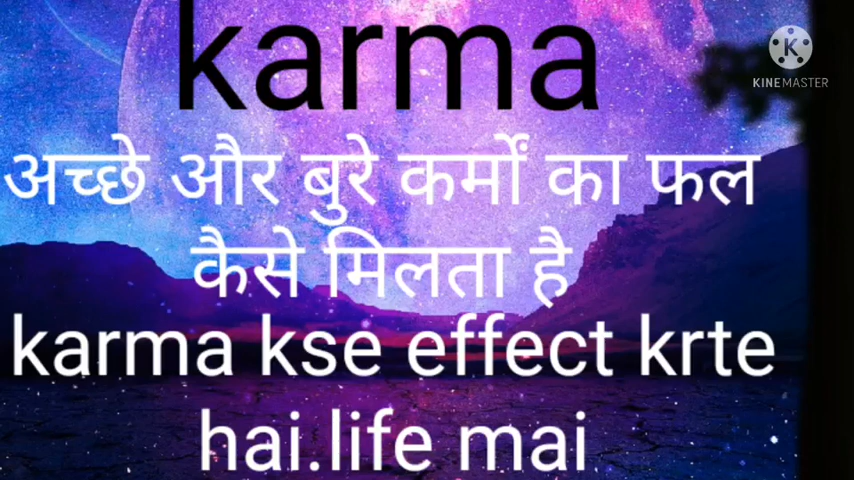 karma
KINEMASTER
अच्छे और बुरे कर्मों का फल
कैसे मिलता है
karma kse effect krte
hai.life mai